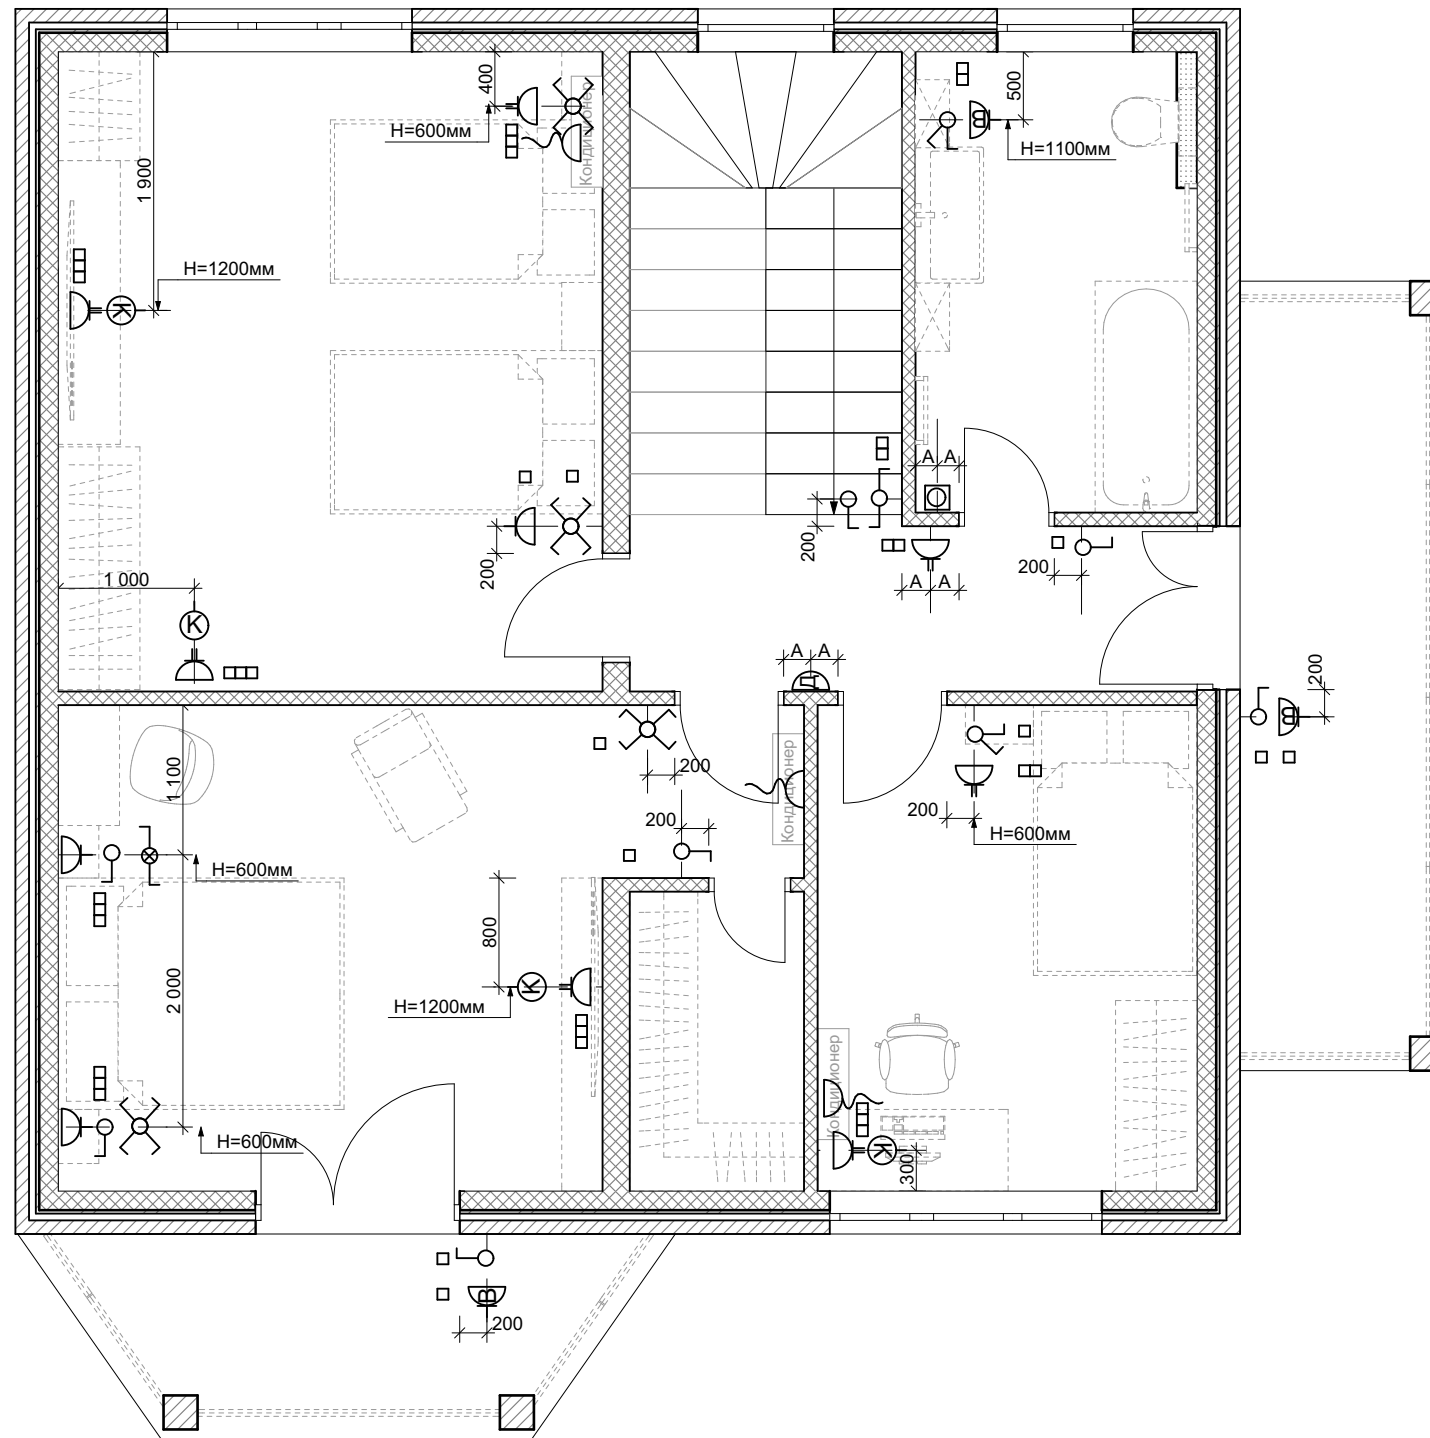 400
H=600мм
Кондиционер
500
В
H=1100мм
1 900
H=1200мм
К
А А
200
200
200
А А
1 000
К
А А
Д
200
В
1 100
200
Кондиционер
200
200
H=600мм
H=600мм
800
2 000
К
H=1200мм
Кондиционер
H=600мм
К
300
В
200